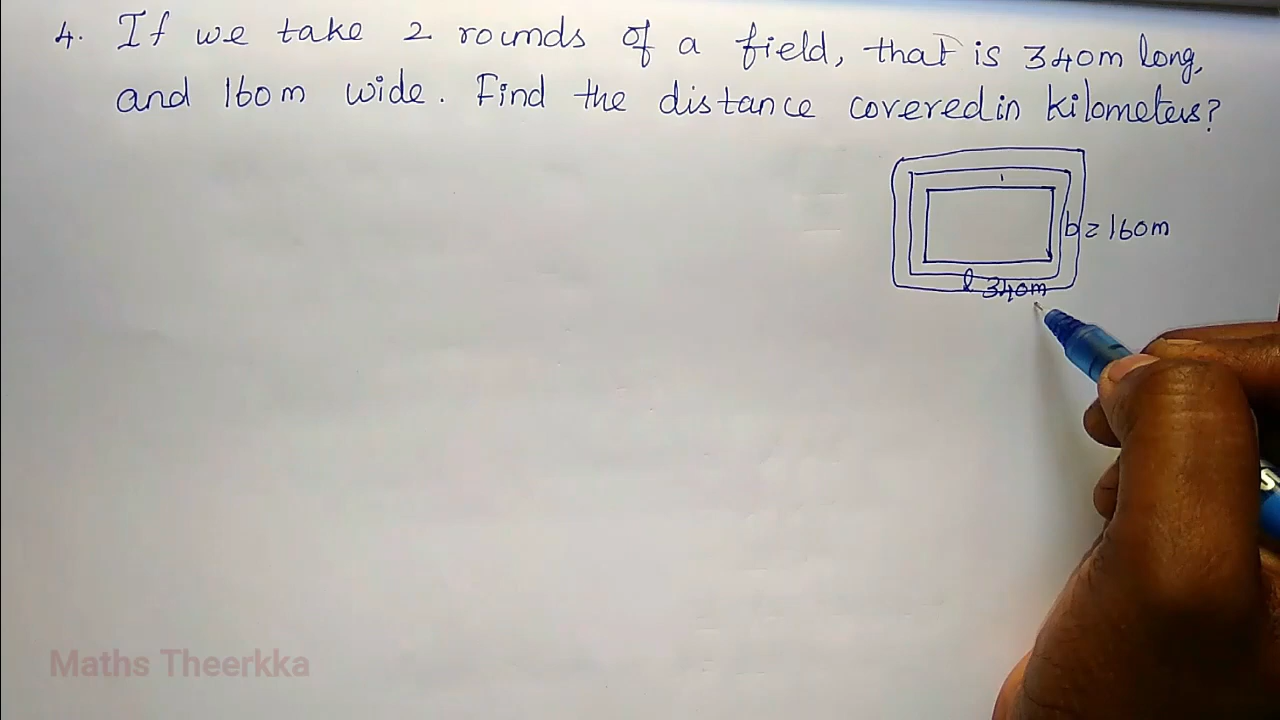 4. If we take 2 rounds of a field, that is 340m long,
and 160m wide. Find the distance covered in kilometers?
b = 160m
l 340m
Maths Theerkka